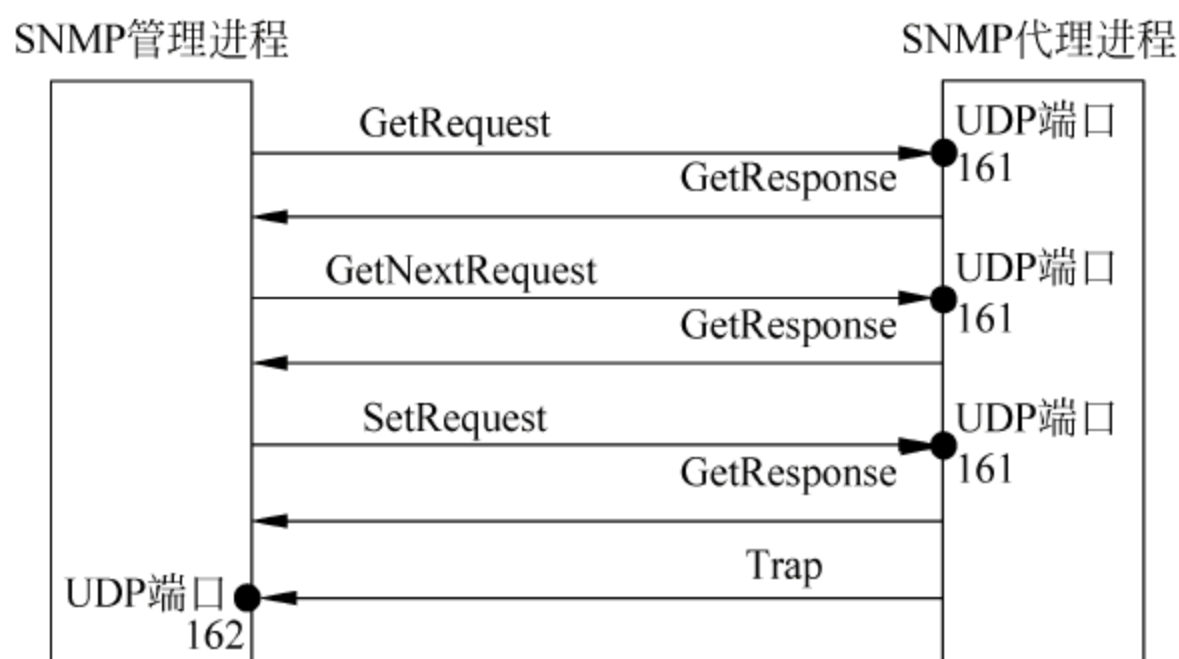 SNMP管理进程
SNMP代理进程
GetRequest
UDP端口
161
GetResponse
GetNextRequest
UDP端口
161
GetResponse
SetRequest
UDP端口
161
GetResponse
Trap
UDP端口
162